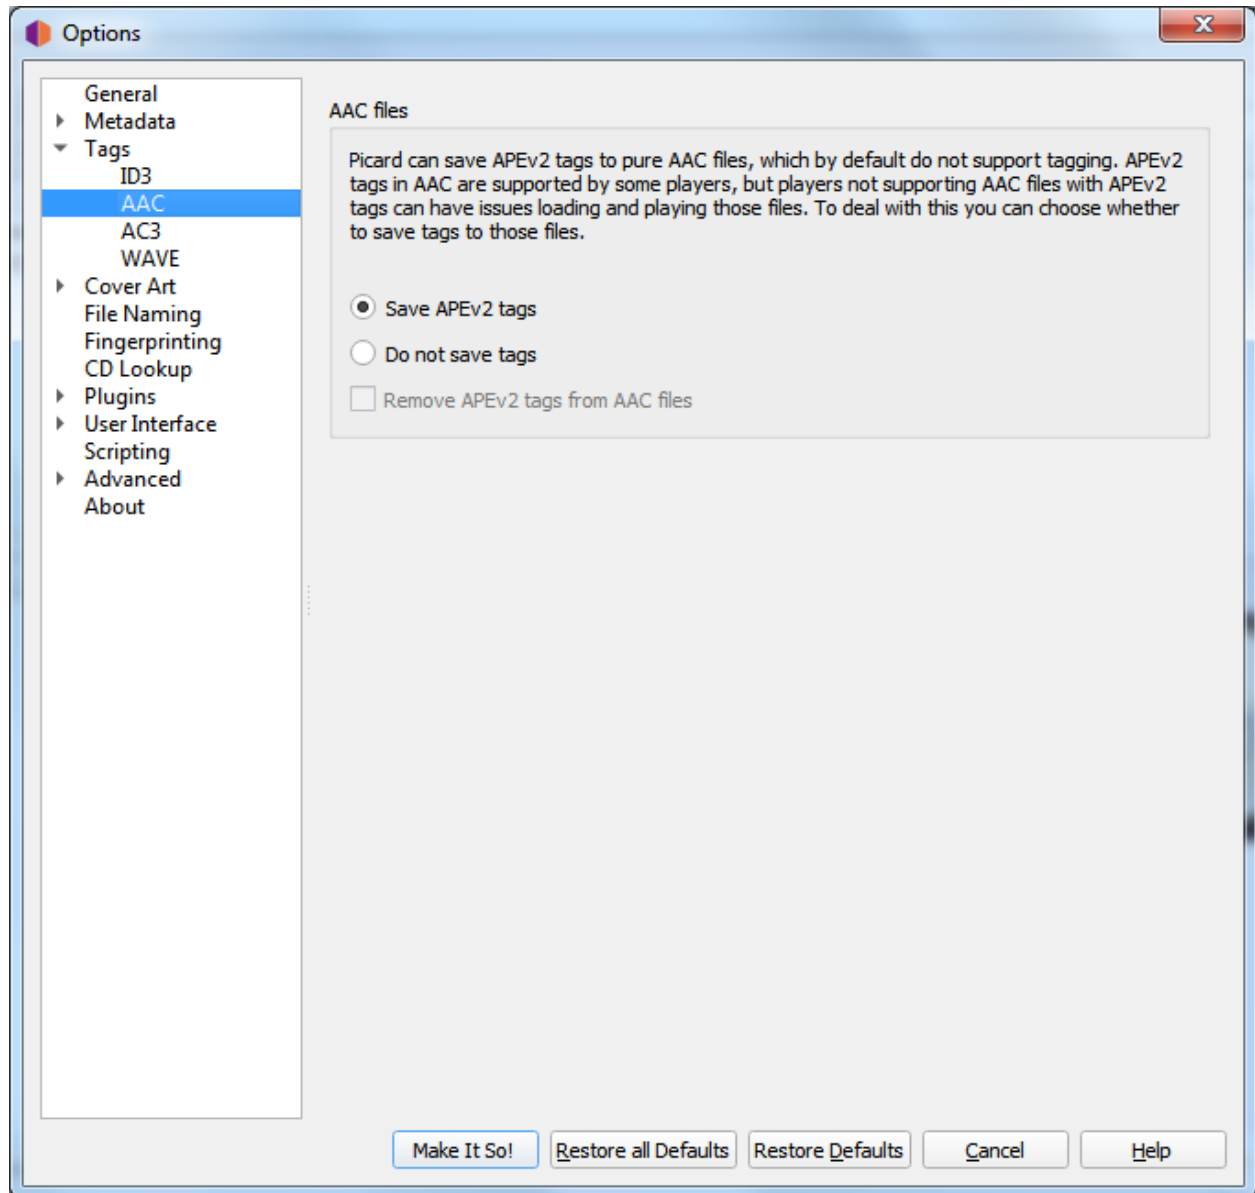 Options
General
Metadata
Tags
ID3
AAC
AC3
WAVE
Cover Art
File Naming
Fingerprinting
CD Lookup
Plugins
User Interface
Scripting
Advanced
About
AAC files
Picard can save APEv2 tags to pure AAC files, which by default do not support tagging. APEv2
tags in AAC are supported by some players, but players not supporting AAC files with APEv2
tags can have issues loading and playing those files. To deal with this you can choose whether
to save tags to those files.
Save APEv2 tags
Do not save tags
Remove APEv2 tags from AAC files
Make It So!
Restore all Defaults
Restore Defaults
Cancel
Help